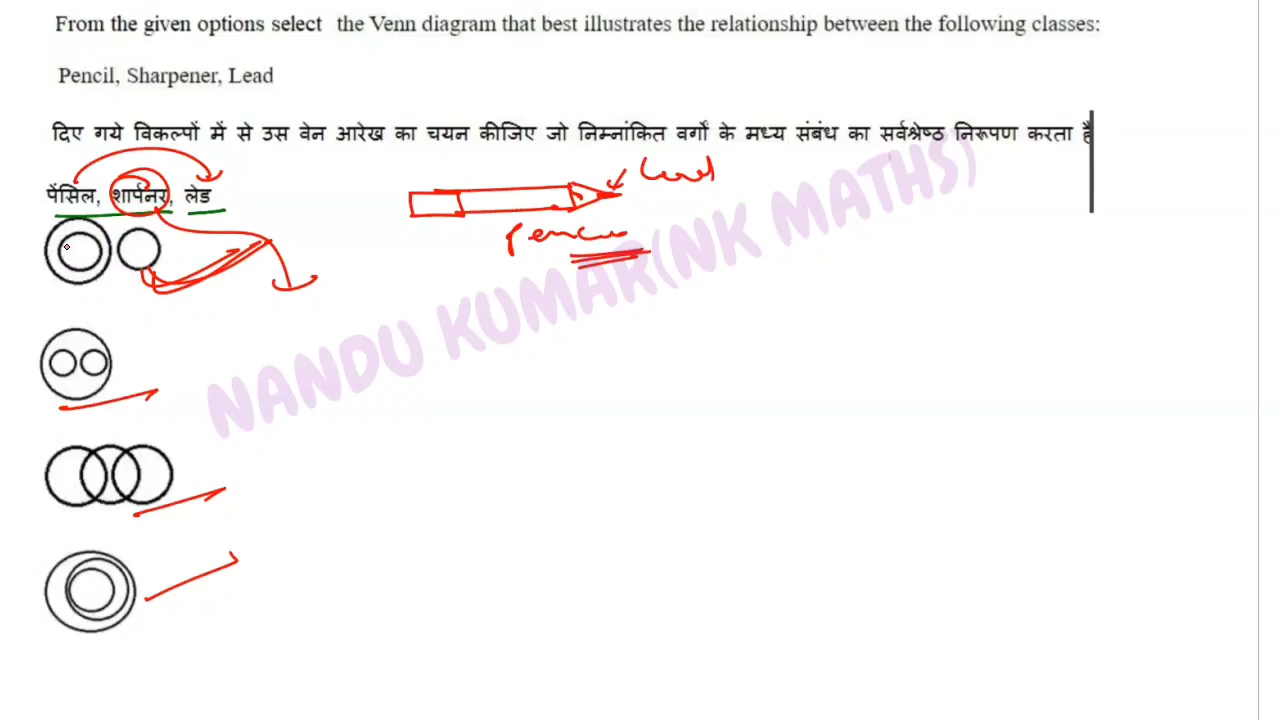 From the given options select the Venn diagram that best illustrates the relationship between the following classes:
Pencil, Sharpener, Lead
दिए गये विकल्पों में से उस वेन आरेख का चयन कीजिए जो निम्नांकित वर्गों के मध्य संबंध का सर्वश्रेष्ठ निरूपण करता है
पेंसिल, शार्पनर, लेड
Lead
Pencil
NANDU KUMAR(NK MATHS)